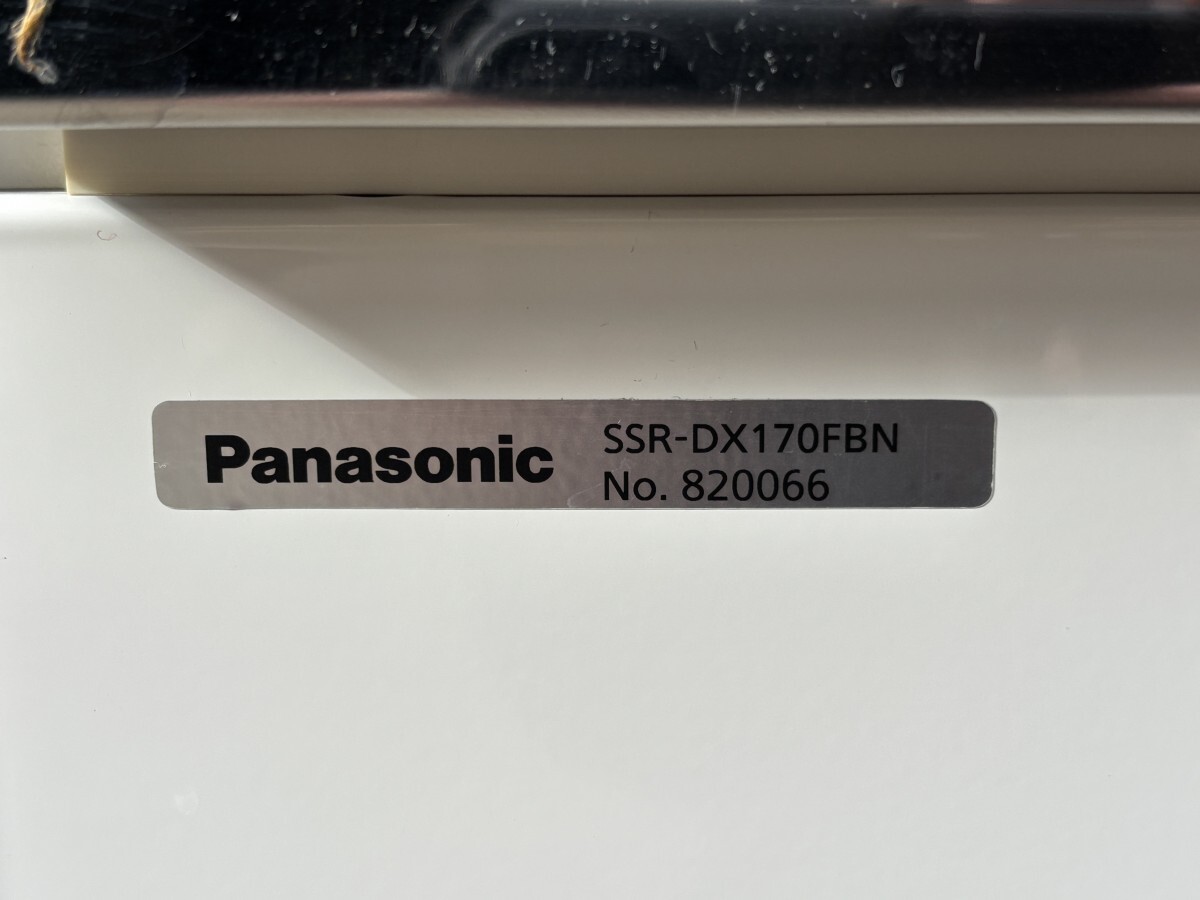 Panasonic
SSR-DX170FBN
No. 820066